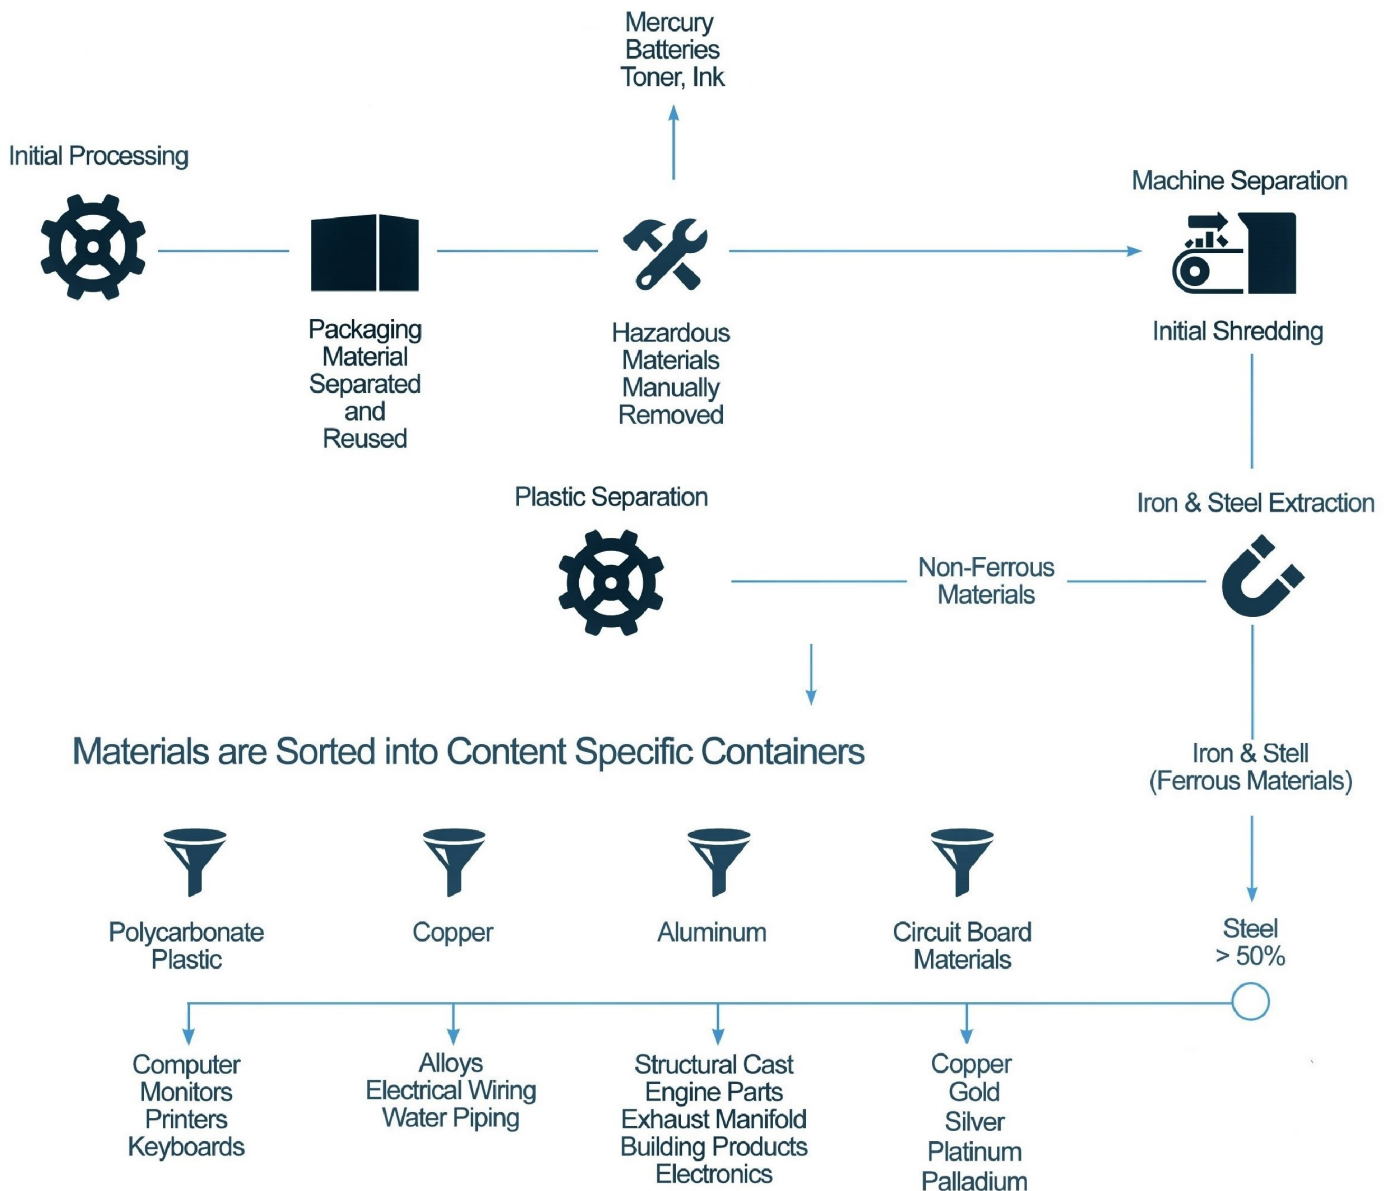 Mercury
Batteries
Toner, Ink
Initial Processing
Machine Separation
Packaging
Material
Separated
and
Reused
Hazardous
Materials
Manually
Removed
Initial Shredding
Plastic Separation
Iron & Steel Extraction
Non-Ferrous
Materials
Materials are Sorted into Content Specific Containers
Iron & Stell
(Ferrous Materials)
Polycarbonate
Plastic
Copper
Aluminum
Circuit Board
Materials
Steel
> 50%
Computer
Monitors
Printers
Keyboards
Alloys
Electrical Wiring
Water Piping
Structural Cast
Engine Parts
Exhaust Manifold
Building Products
Electronics
Copper
Gold
Silver
Platinum
Palladium